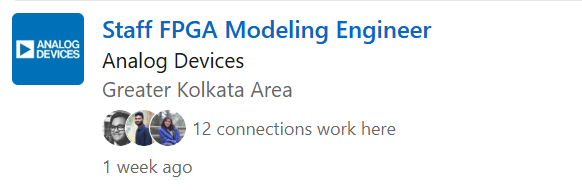 ANALOG
DEVICES
Staff FPGA Modeling Engineer
Analog Devices
Greater Kolkata Area
12 connections work here
1 week ago